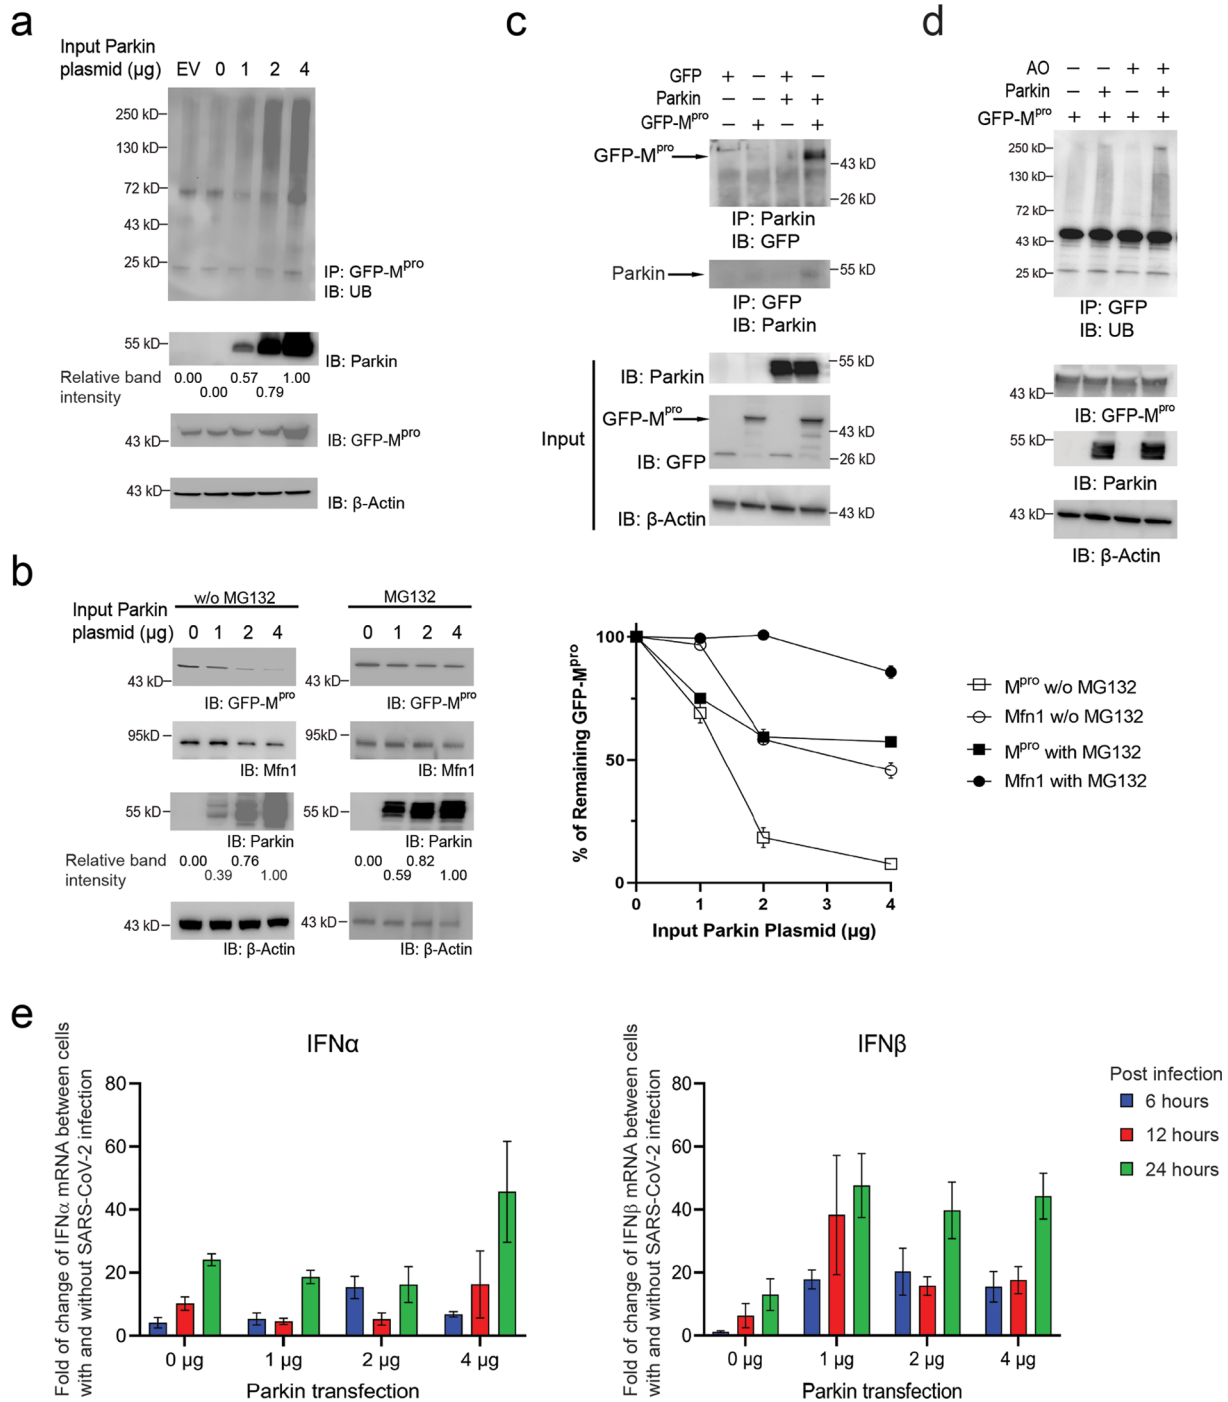 a
Input Parkin
plasmid (µg) EV 0 1 2 4
250 kD
130 kD
72 kD
43 kD
25 kD
IP: GFP-Mpro
IB: UB
55 kD
IB: Parkin
Relative band 0.00 0.57 1.00
intensity 0.00 0.79
43 kD
IB: GFP-Mpro
43 kD
IB: β-Actin
b
w/o MG132 MG132
Input Parkin
plasmid (µg) 0 1 2 4 0 1 2 4
43 kD 43 kD
IB: GFP-Mpro IB: GFP-Mpro
95kD 95kD
IB: Mfn1 IB: Mfn1
55 kD 55 kD
IB: Parkin IB: Parkin
Relative band 0.00 0.76 0.00 0.82
intensity 0.39 1.00 0.59 1.00
43 kD 43 kD
IB: β-Actin IB: β-Actin
% of Remaining GFP-Mpro
100
50
0
0 1 2 3 4
Input Parkin Plasmid (µg)
Mpro w/o MG132
Mfn1 w/o MG132
Mpro with MG132
Mfn1 with MG132
c
GFP + − + −
Parkin − − + +
GFP-Mpro − + − +
GFP-Mpro
43 kD
26 kD
IP: Parkin
IB: GFP
Parkin
55 kD
IP: GFP
IB: Parkin
Input
55 kD
IB: Parkin
GFP-Mpro
43 kD
IB: GFP
26 kD
IB: β-Actin
43 kD
d
AO − − + +
Parkin − + − +
GFP-Mpro + + + +
250 kD
130 kD
72 kD
43 kD
25 kD
IP: GFP
IB: UB
43 kD
IB: GFP-Mpro
55 kD
IB: Parkin
43 kD
IB: β-Actin
e
IFNα
Fold of change of IFNα mRNA between cells
with and without SARS-CoV-2 infection
80
60
40
20
0
0 µg 1 µg 2 µg 4 µg
Parkin transfection
IFNβ
Fold of change of IFNβ mRNA between cells
with and without SARS-CoV-2 infection
80
60
40
20
0
0 µg 1 µg 2 µg 4 µg
Parkin transfection
Post infection
6 hours
12 hours
24 hours